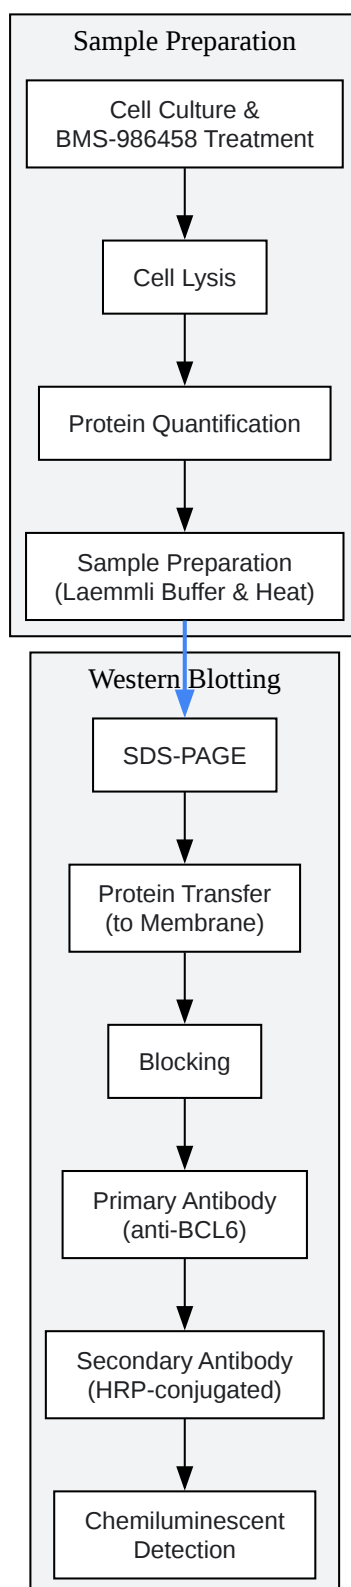 Sample Preparation
Cell Culture &
BMS-986458 Treatment
Cell Lysis
Protein Quantification
Sample Preparation
(Laemmli Buffer & Heat)
Western Blotting
SDS-PAGE
Protein Transfer
(to Membrane)
Blocking
Primary Antibody
(anti-BCL6)
Secondary Antibody
(HRP-conjugated)
Chemiluminescent
Detection